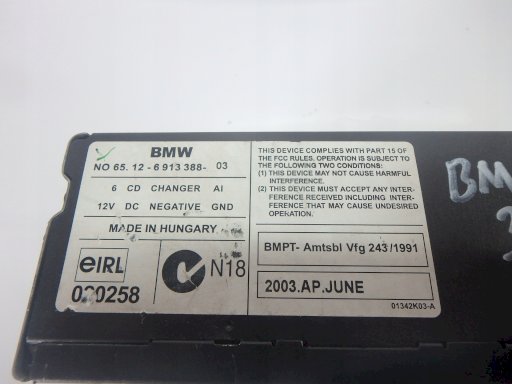 BMW
NO 65. 12 - 6 913 388- 03
6 CD CHANGER AI
12V DC NEGATIVE GND
MADE IN HUNGARY
eIRL
020258
N18
THIS DEVICE COMPLIES WITH PART 15 OF
THE FCC RULES. OPERATION IS SUBJECT TO
THE FOLLOWING TWO CONDITIONS:
(1) THIS DEVICE MAY NOT CAUSE HARMFUL
INTERFERENCE.
(2) THIS DEVICE MUST ACCEPT ANY INTER-
FERENCE RECEIVED INCLUDING INTER-
FERENCE THAT MAY CAUSE UNDESIRED
OPERATION.
BMPT- Amtsbl Vfg 243/1991
2003.AP.JUNE
01342K03-A
BM